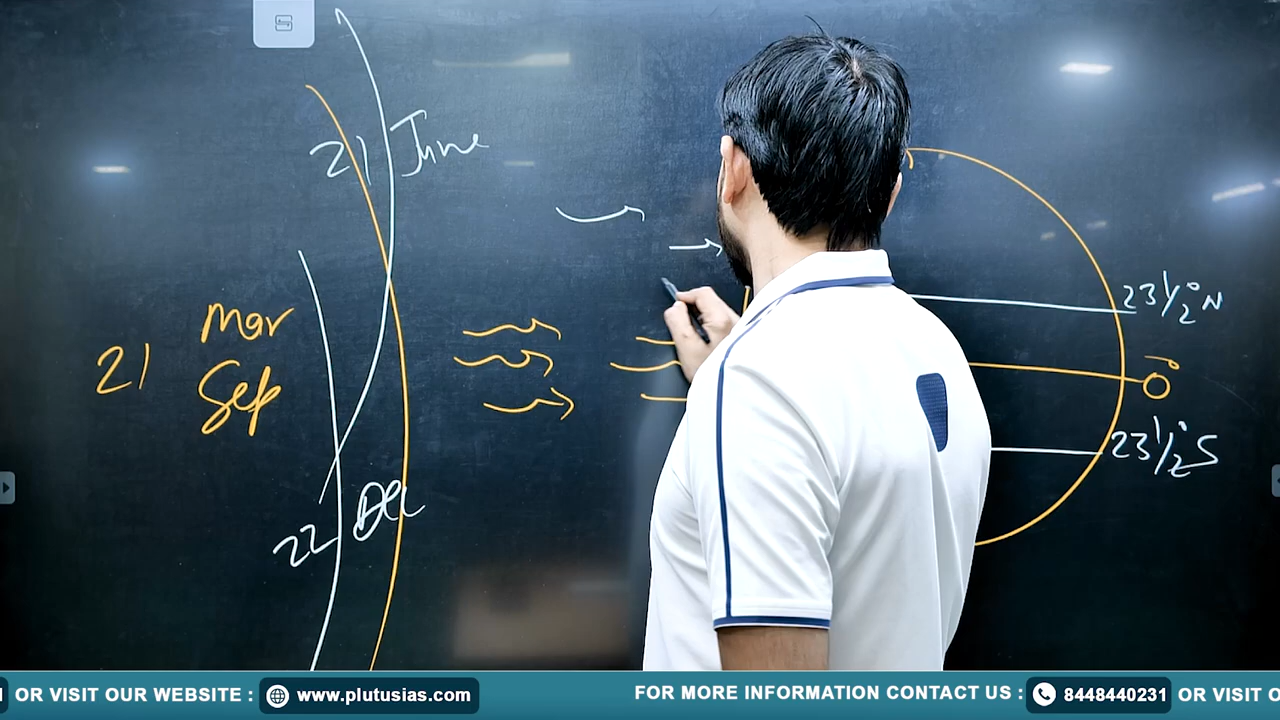 21 June
23½°N
21 Mar
Sep
0°
23½°S
22 Dec
OR VISIT OUR WEBSITE : www.plutusias.com FOR MORE INFORMATION CONTACT US : 8448440231 OR VISIT O